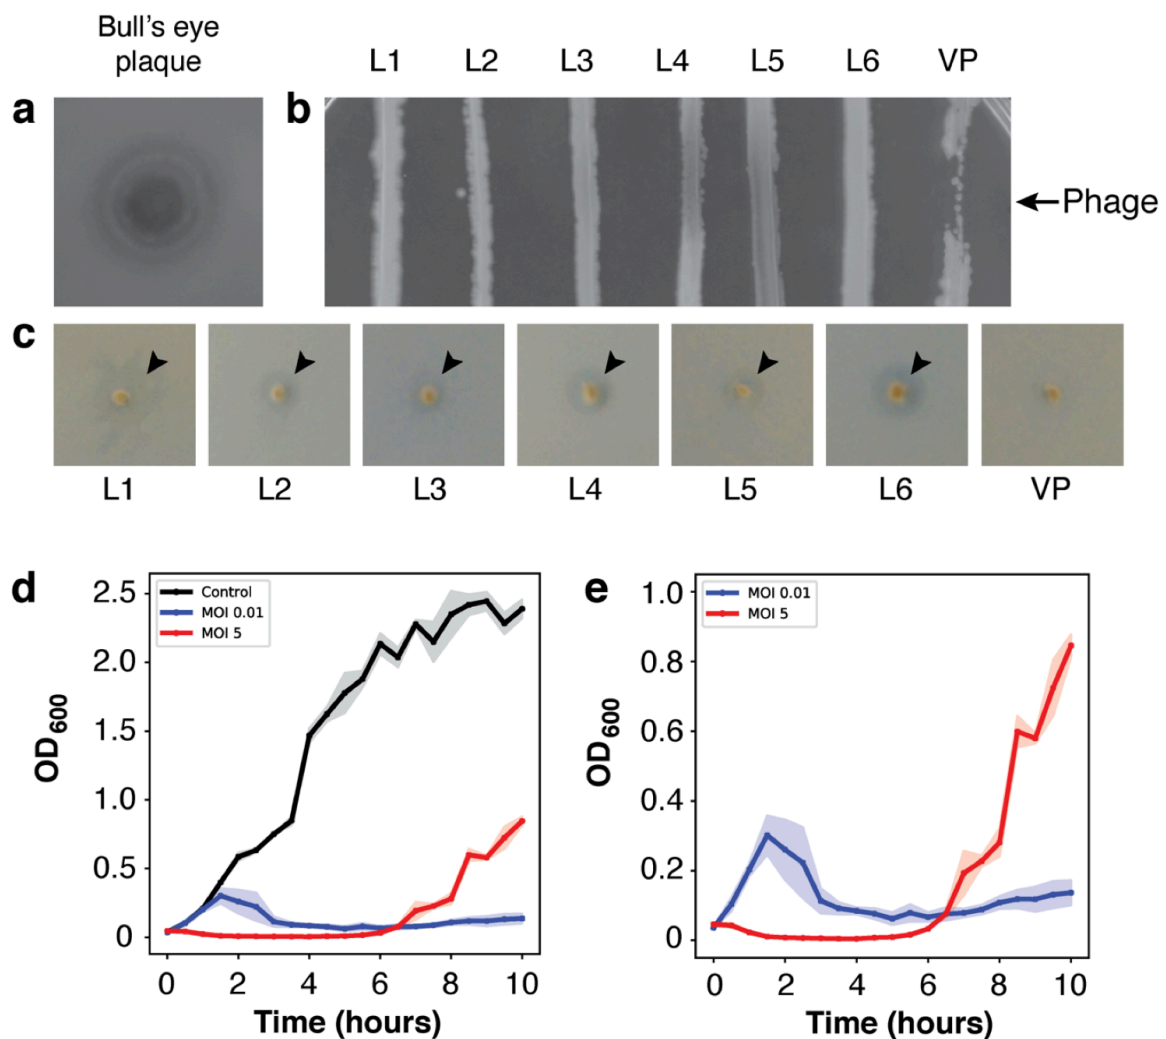 Bull's eye
plaque
L1 L2 L3 L4 L5 L6 VP
a b
Phage
c
L1 L2 L3 L4 L5 L6 VP
d
Control
MOI 0.01
MOI 5
2.5
2.0
1.5
1.0
0.5
0
OD600
0 2 4 6 8 10
Time (hours)
e
MOI 0.01
MOI 5
1.0
0.8
0.6
0.4
0.2
0
OD600
0 2 4 6 8 10
Time (hours)